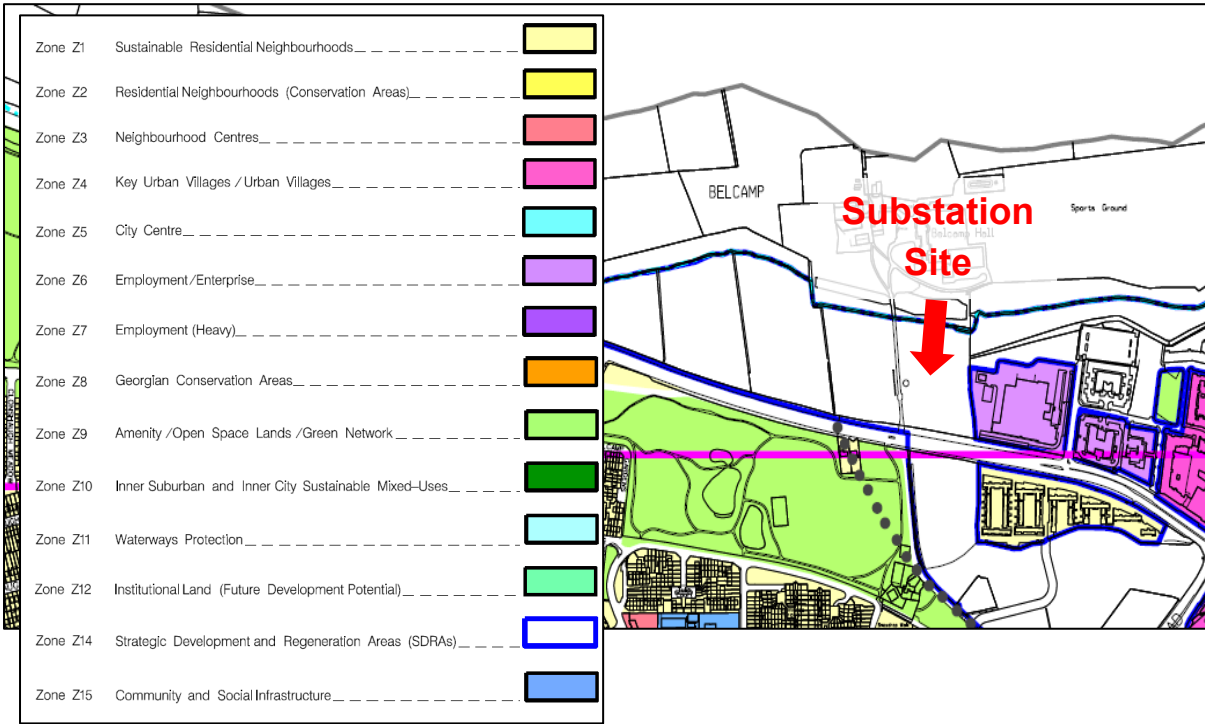 Zone Z1 Sustainable Residential Neighbourhoods
Zone Z2 Residential Neighbourhoods (Conservation Areas)
Zone Z3 Neighbourhood Centres
Zone Z4 Key Urban Villages / Urban Villages
Zone Z5 City Centre
Zone Z6 Employment/Enterprise
Zone Z7 Employment (Heavy)
Zone Z8 Georgian Conservation Areas
Zone Z9 Amenity /Open Space Lands /Green Network
Zone Z10 Inner Suburban and Inner City Sustainable Mixed–Uses
Zone Z11 Waterways Protection
Zone Z12 Institutional Land (Future Development Potential)
Zone Z14 Strategic Development and Regeneration Areas (SDRAs)
Zone Z15 Community and Social Infrastructure
BELCAMP
Sports Ground
Substation
Belcamp Hall
Site